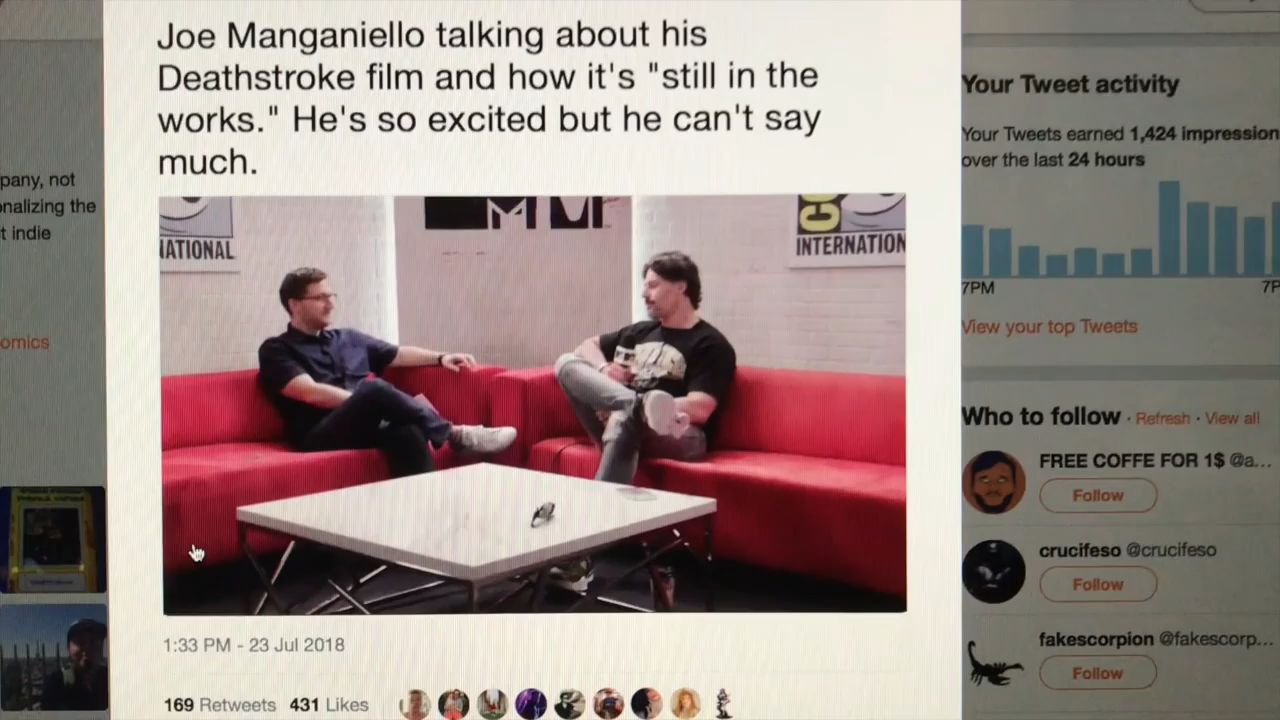 Joe Manganiello talking about his
Deathstroke film and how it's "still in the
works." He's so excited but he can't say
much.
NATIONAL
INTERNATION
1:33 PM - 23 Jul 2018
169 Retweets 431 Likes
pany, not
onalizing the
t indie
omics
Your Tweet activity
Your Tweets earned 1,424 impression
over the last 24 hours
7PM
7P
View your top Tweets
Who to follow · Refresh · View all
FREE COFFE FOR 1$ @a...
Follow
crucifeso @crucifeso
Follow
fakescorpion @fakescorp...
Follow